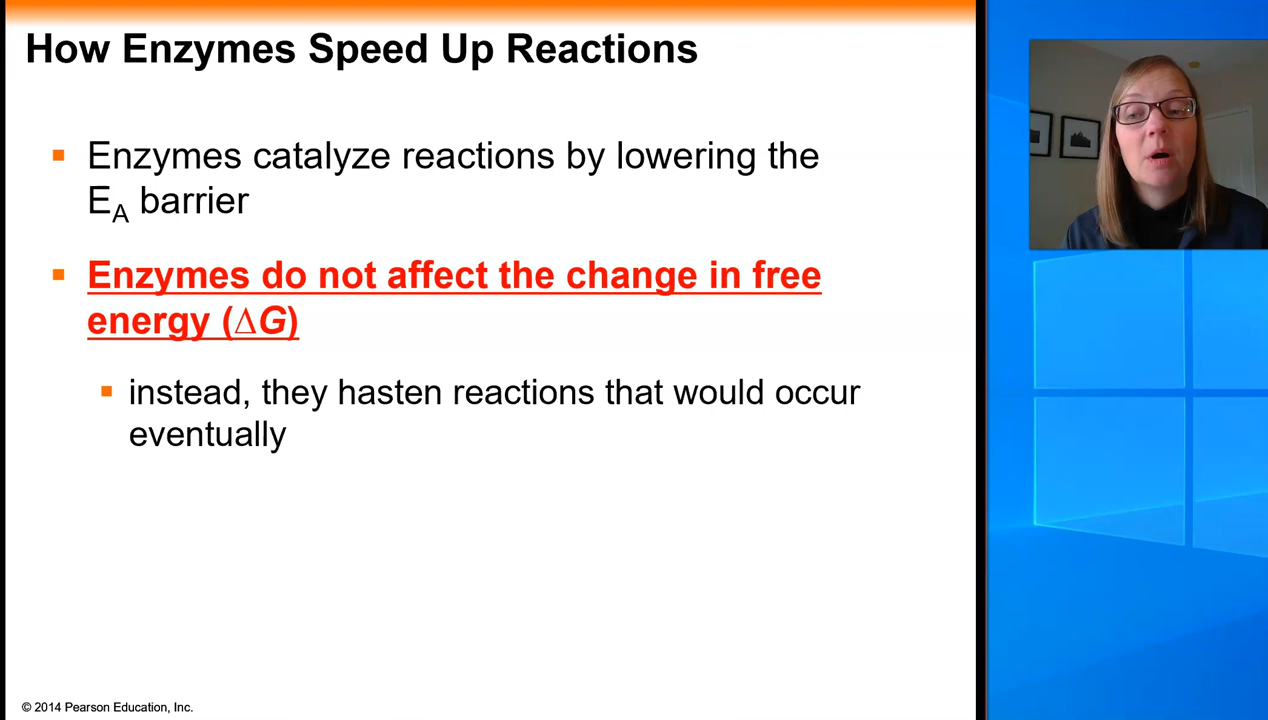 How Enzymes Speed Up Reactions
Enzymes catalyze reactions by lowering the
EA barrier
Enzymes do not affect the change in free
energy (∆G)
instead, they hasten reactions that would occur
eventually
© 2014 Pearson Education, Inc.